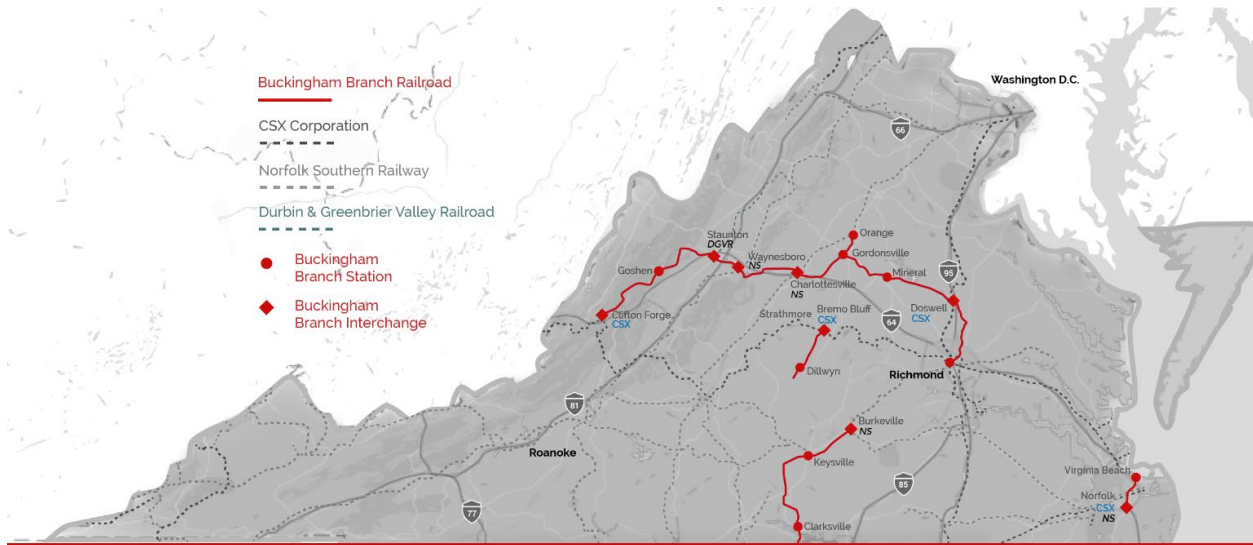 Buckingham Branch Railroad
CSX Corporation
Norfolk Southern Railway
Durbin & Greenbrier Valley Railroad
Buckingham
Branch Station
Buckingham
Branch Interchange
Washington D.C.
66
Orange
Staunton
DGVR
Waynesboro
NS
Gordonsville
Goshen
Mineral
95
Charlottesville
NS
Bremo Bluff
CSX
Strathmore
Doswell
CSX
Clifton Forge
CSX
64
Dillwyn
Richmond
81
Burkeville
NS
Roanoke
Keysville
Virginia Beach
85
Norfolk
CSX
NS
77
Clarksville